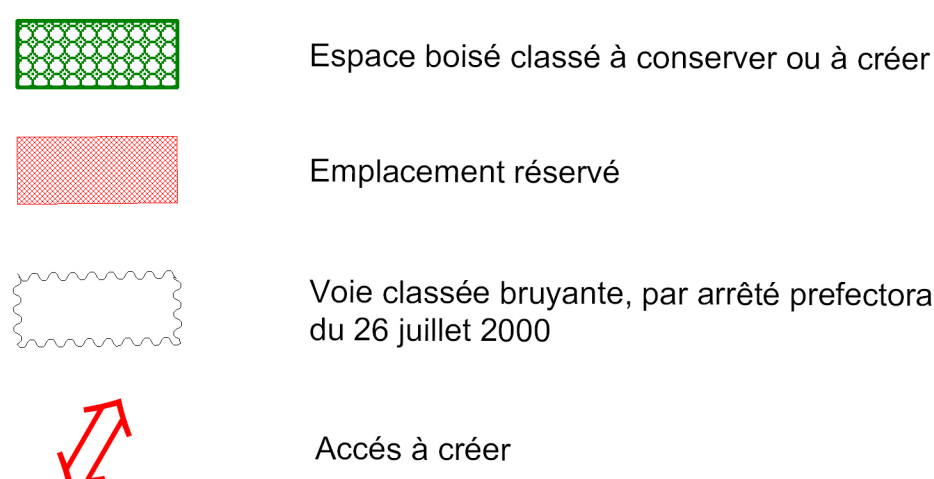 Espace boisé classé à conserver ou à créer
Emplacement réservé
Voie classée bruyante, par arrêté prefectora
du 26 juillet 2000
Accés à créer